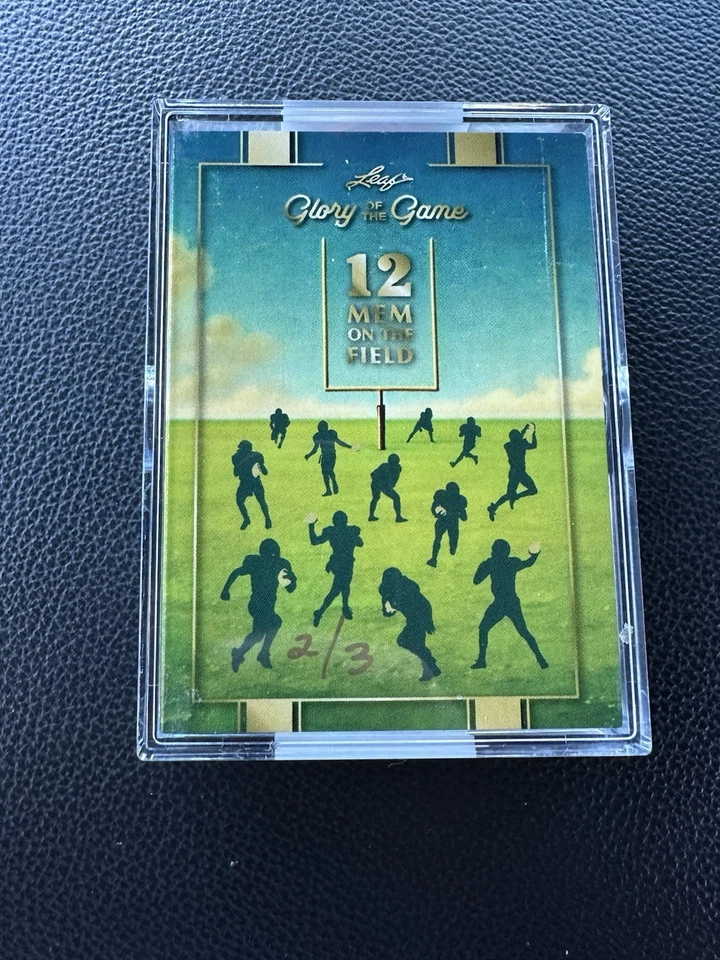 Leaf
Glory OF THE Game
12
MEM
ON THE
FIELD
2/3